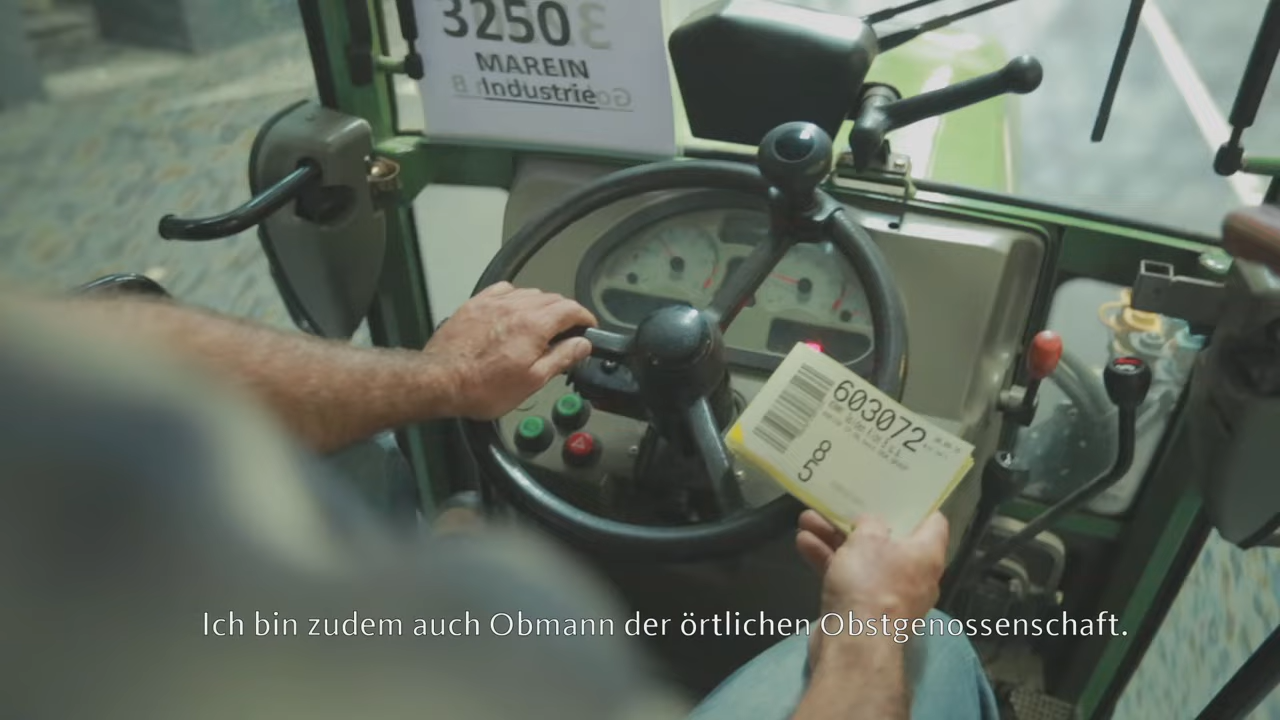 3250
MAREIN
Industrie
603072
8
5
Ich bin zudem auch Obmann der örtlichen Obstgenossenschaft.